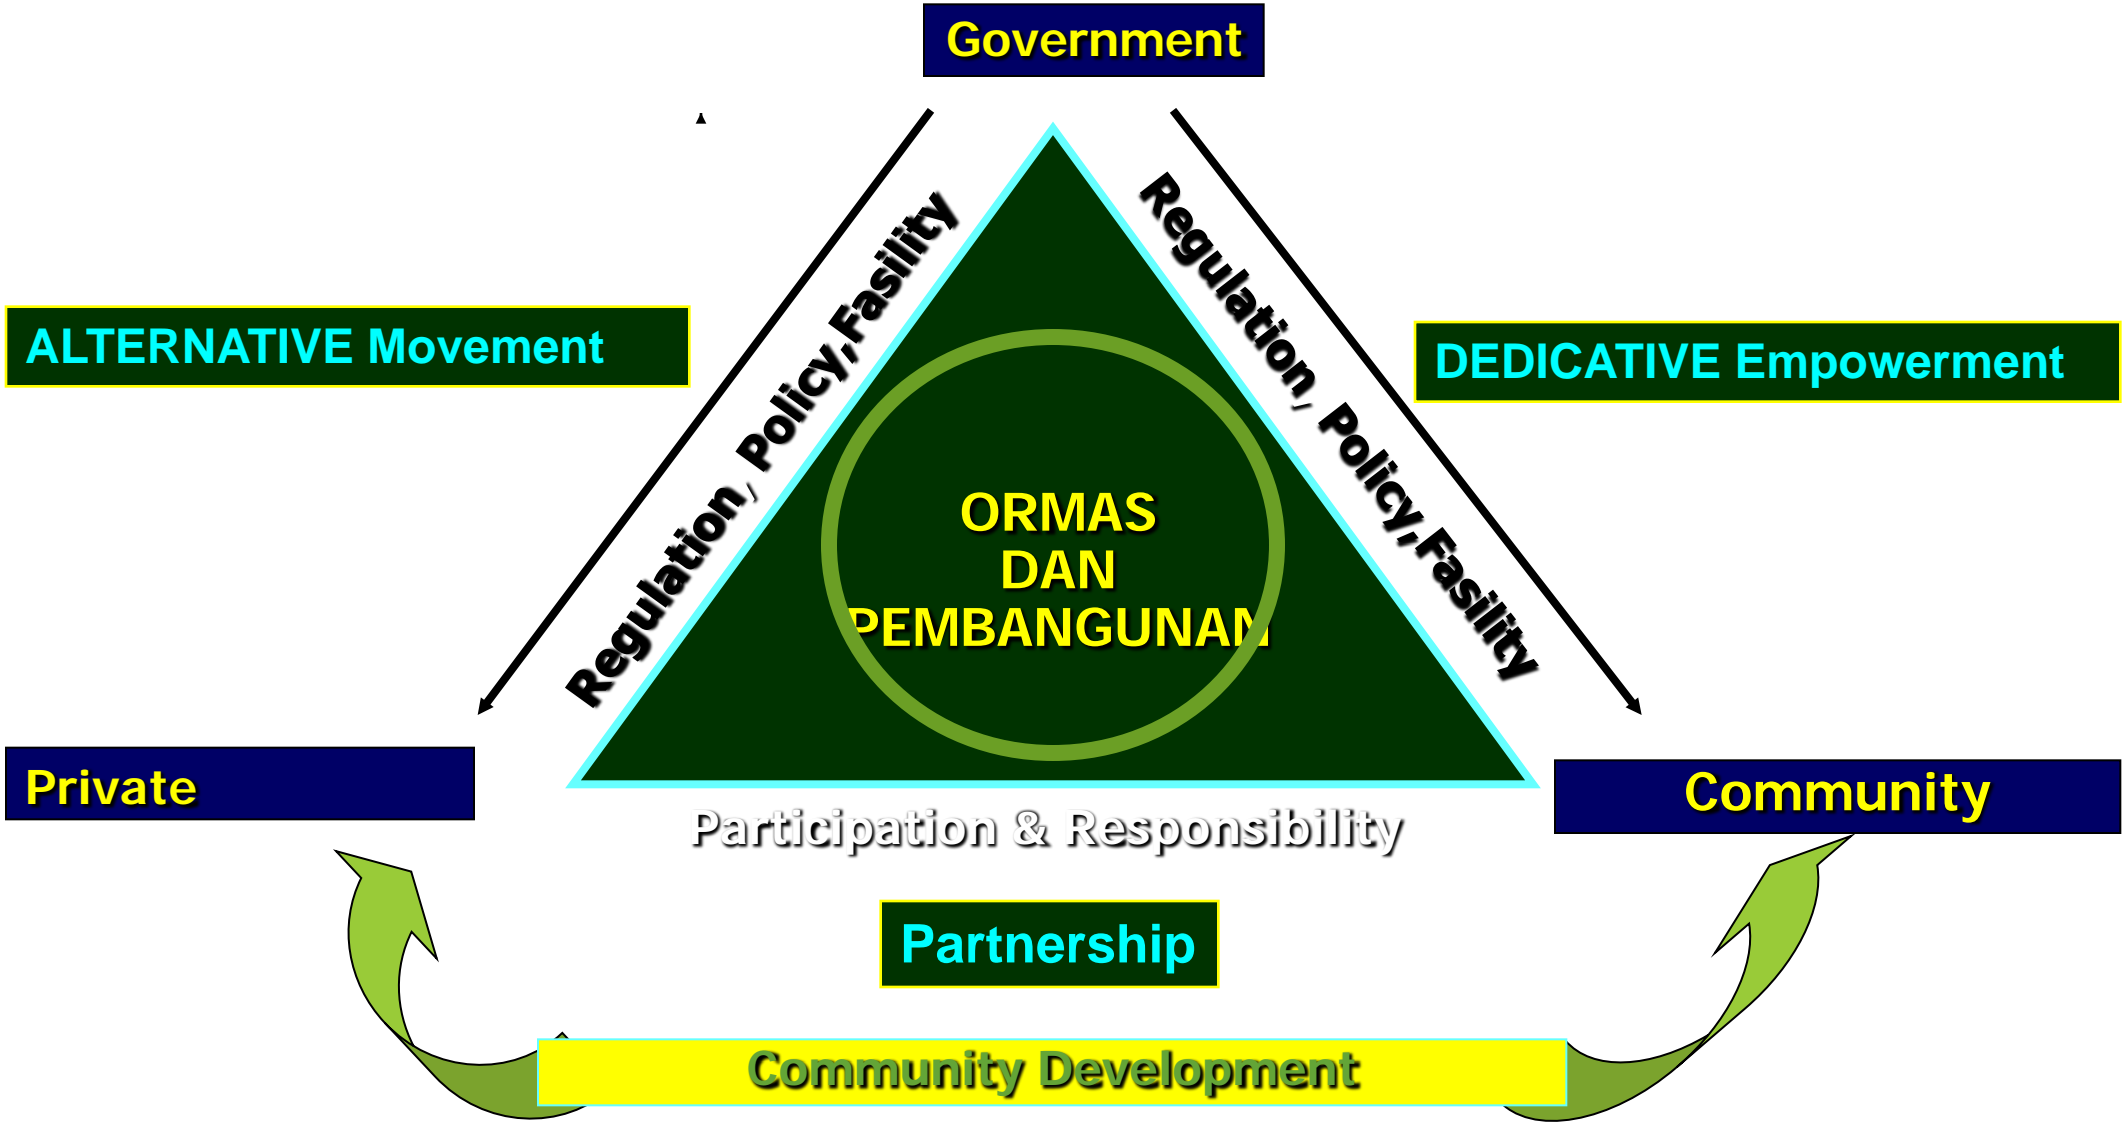 Government
Regulation, Policy,Fasility
Regulation, Policy,Fasility
ALTERNATIVE Movement
DEDICATIVE Empowerment
ORMAS
DAN
PEMBANGUNAN
Private
Community
Participation & Responsibility
Partnership
Community Development